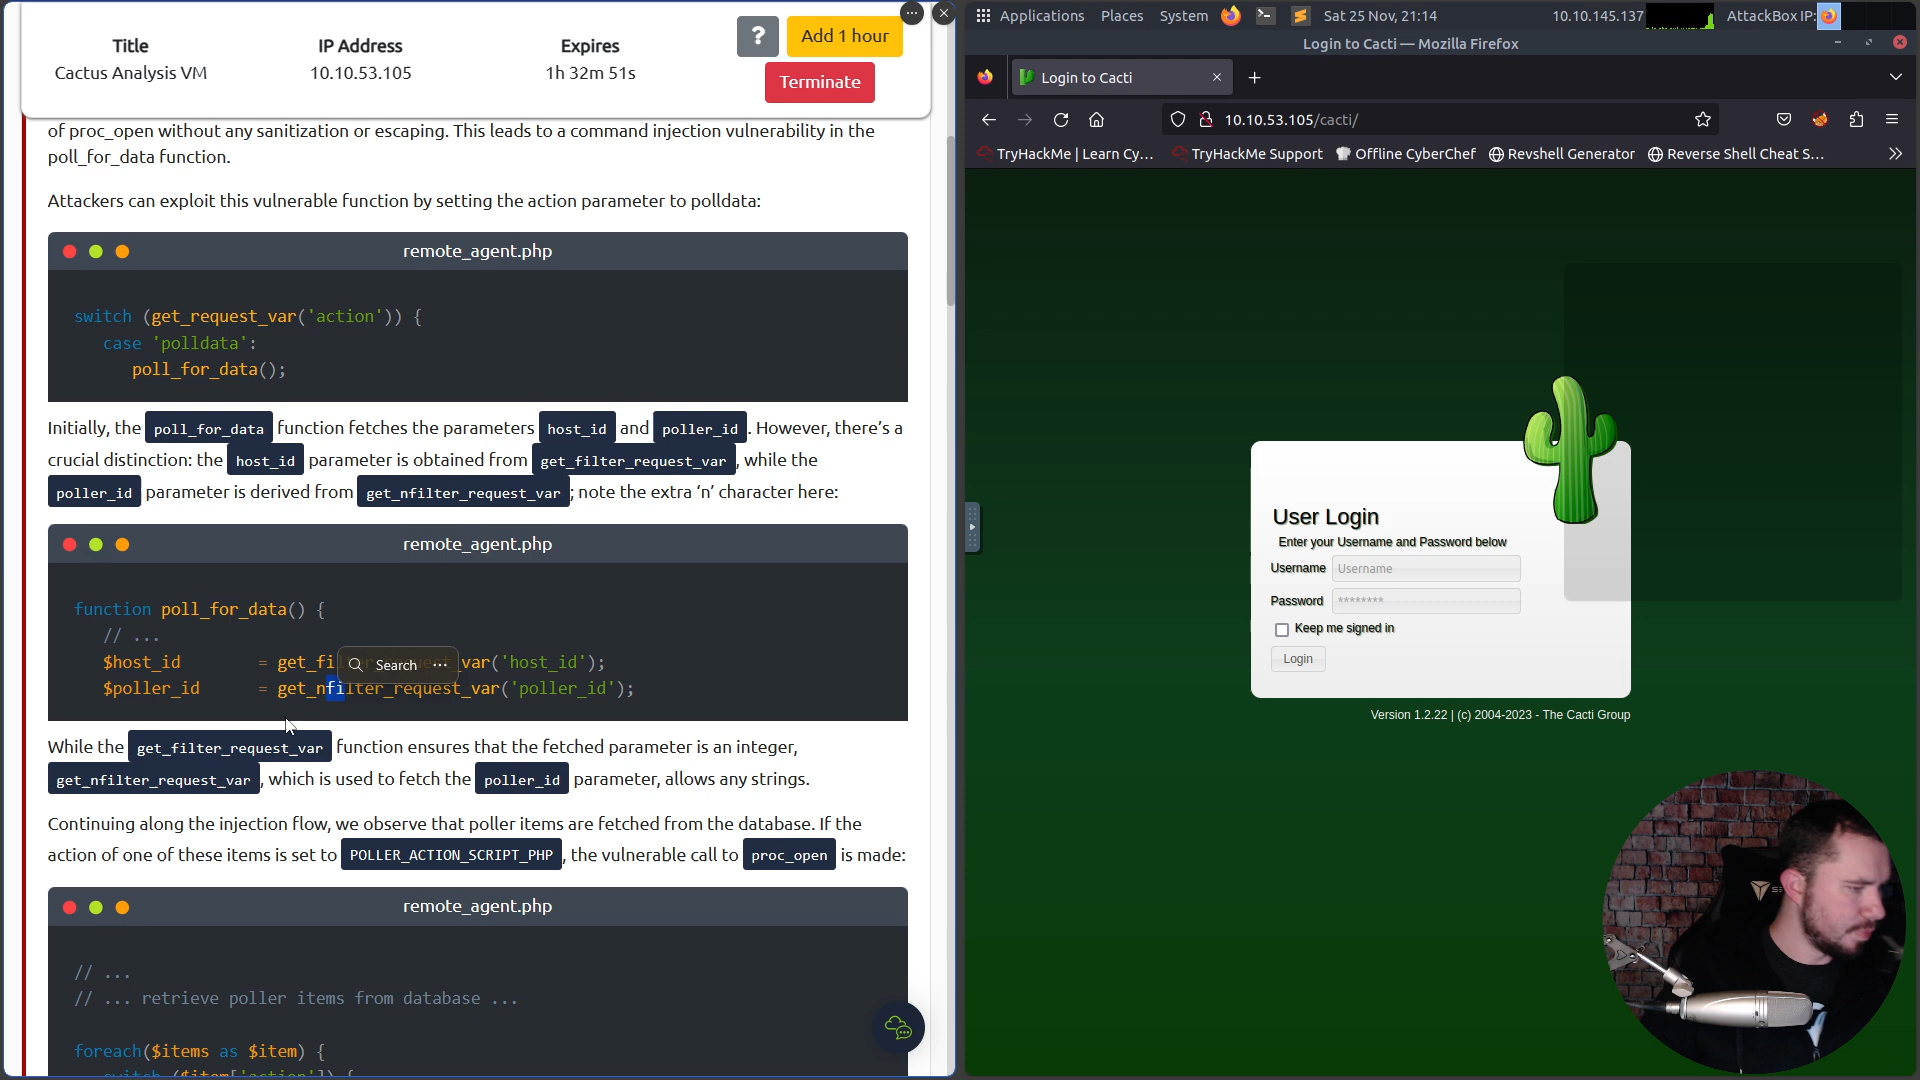 Title
IP Address
Expires
?
Add 1 hour
Cactus Analysis VM
10.10.53.105
1h 32m 51s
Terminate
of proc_open without any sanitization or escaping. This leads to a command injection vulnerability in the
poll_for_data function.
Attackers can exploit this vulnerable function by setting the action parameter to polldata:
remote_agent.php
switch (get_request_var('action')) {
case 'polldata':
poll_for_data();
Initially, the poll_for_data function fetches the parameters host_id and poller_id. However, there's a
crucial distinction: the host_id parameter is obtained from get_filter_request_var, while the
poller_id parameter is derived from get_nfilter_request_var; note the extra 'n' character here:
remote_agent.php
function poll_for_data() {
// ...
$host_id = get_fi var('host_id');
Search ...
$poller_id = get_nfilter_request_var('poller_id');
While the get_filter_request_var function ensures that the fetched parameter is an integer,
get_nfilter_request_var, which is used to fetch the poller_id parameter, allows any strings.
Continuing along the injection flow, we observe that poller items are fetched from the database. If the
action of one of these items is set to POLLER_ACTION_SCRIPT_PHP, the vulnerable call to proc_open is made:
remote_agent.php
// ...
// ... retrieve poller items from database ...
foreach($items as $item) {
Applications Places System Sat 25 Nov, 21:14 10.10.145.137 AttackBox IP:
Login to Cacti — Mozilla Firefox
Login to Cacti
10.10.53.105/cacti/
TryHackMe | Learn Cy...
TryHackMe Support
Offline CyberChef
Revshell Generator
Reverse Shell Cheat S...
User Login
Enter your Username and Password below
Username Username
Password ********
Keep me signed in
Login
Version 1.2.22 | (c) 2004-2023 - The Cacti Group